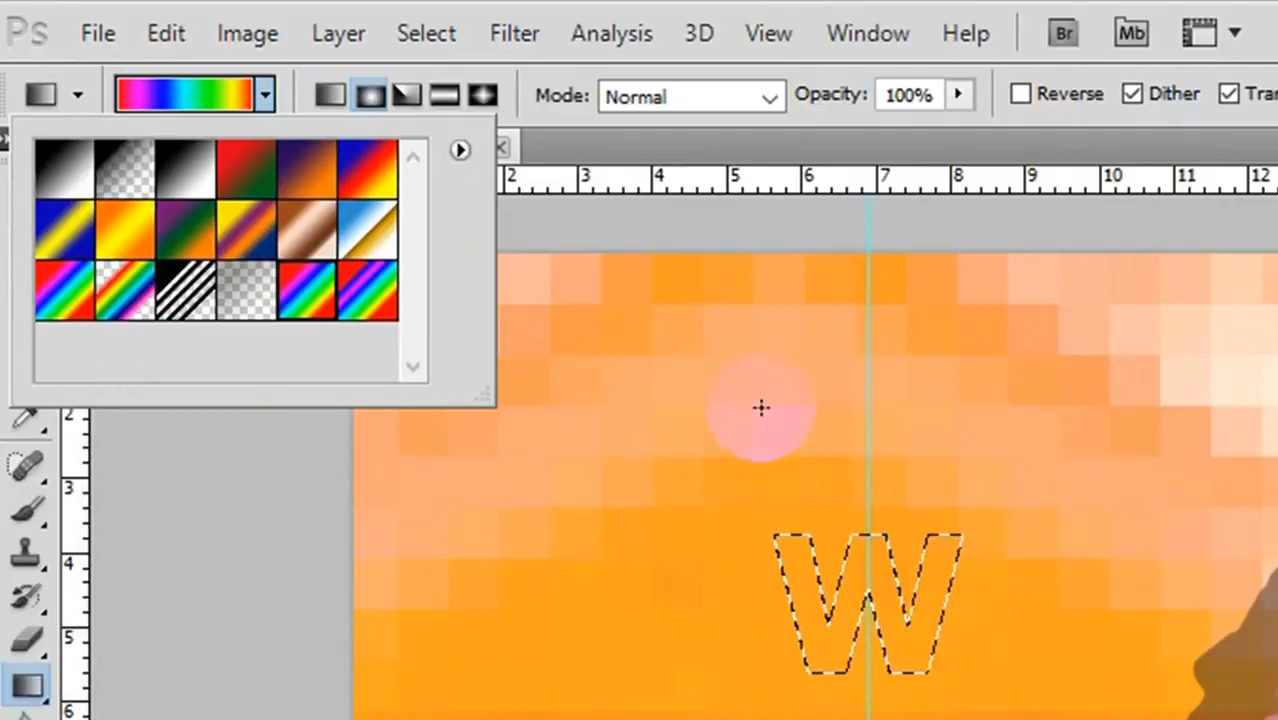 Ps File Edit Image Layer Select Filter Analysis 3D View Window Help Br Mb
Mode: Normal Opacity: 100% Reverse Dither
2 3 4 5 6 7 8 9 10 11 12
2
3
4
W
5
6